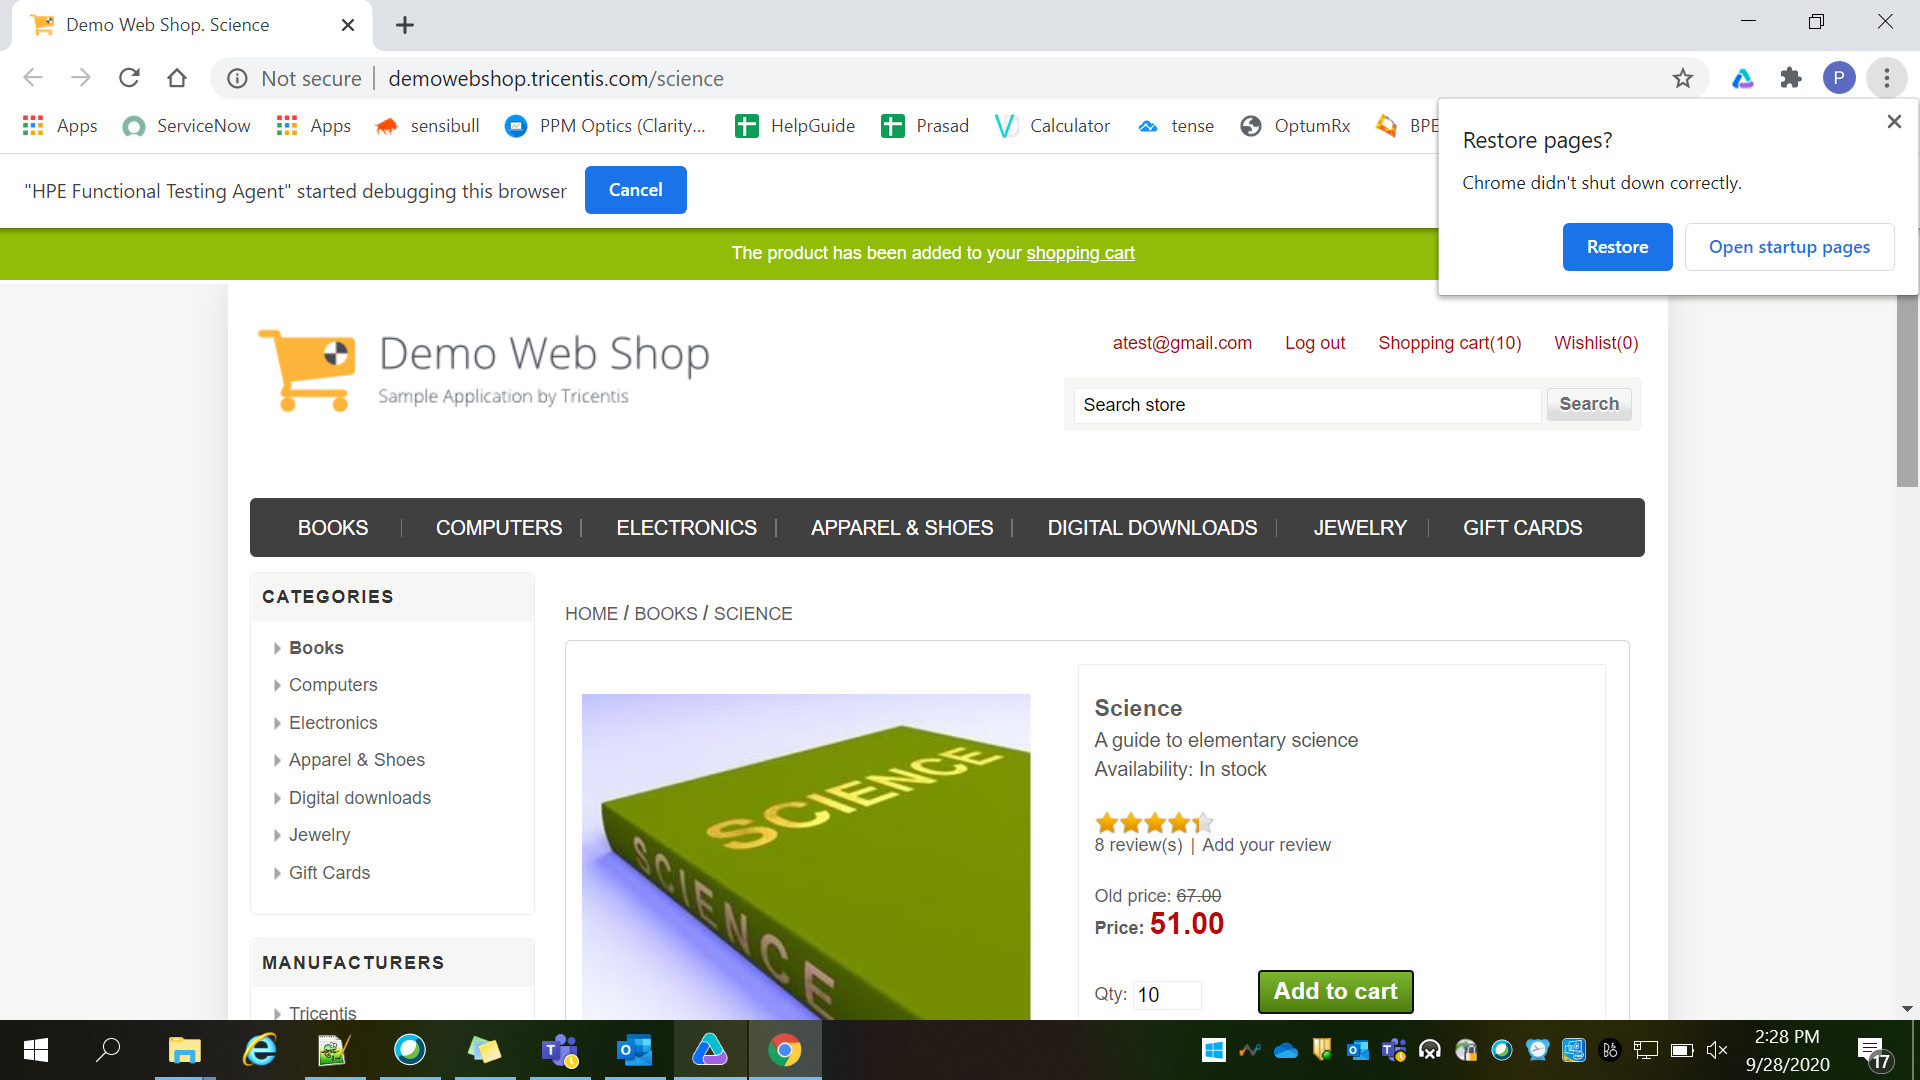 Demo Web Shop. Science
Not secure demowebshop.tricentis.com/science
P
Apps ServiceNow Apps sensibull PPM Optics (Clarity... HelpGuide Prasad Calculator tense OptumRx BPE
Restore pages?
Chrome didn't shut down correctly.
Restore Open startup pages
"HPE Functional Testing Agent" started debugging this browser Cancel
The product has been added to your shopping cart
Demo Web Shop
Sample Application by Tricentis
atest@gmail.com Log out Shopping cart(10) Wishlist(0)
Search store Search
BOOKS COMPUTERS ELECTRONICS APPAREL & SHOES DIGITAL DOWNLOADS JEWELRY GIFT CARDS
CATEGORIES
Books
Computers
Electronics
Apparel & Shoes
Digital downloads
Jewelry
Gift Cards
MANUFACTURERS
Tricentis
HOME / BOOKS / SCIENCE
SCIENCE
SCIENCE
Science
A guide to elementary science
Availability: In stock
8 review(s) | Add your review
Old price: 67.00
Price: 51.00
Qty: 10 Add to cart
2:28 PM
9/28/2020
17